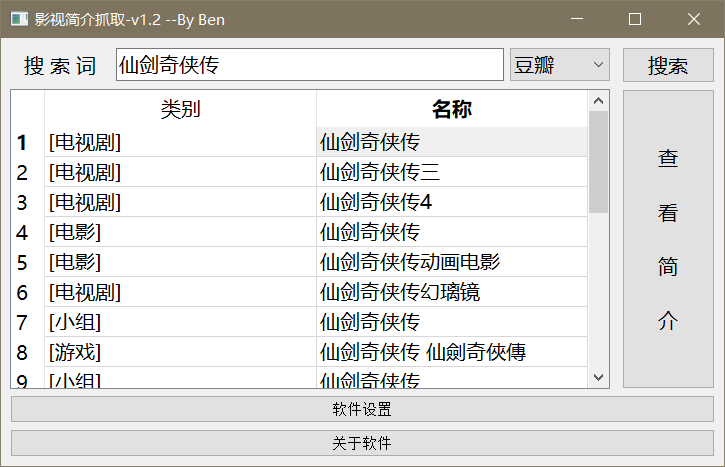 影视简介抓取-v1.2 --By Ben
搜 索 词 仙剑奇侠传 豆瓣 搜索
类别 名称
1 [电视剧] 仙剑奇侠传
2 [电视剧] 仙剑奇侠传三
3 [电视剧] 仙剑奇侠传4
4 [电影] 仙剑奇侠传
5 [电影] 仙剑奇侠传动画电影
6 [电视剧] 仙剑奇侠传幻璃镜
7 [小组] 仙剑奇侠传
8 [游戏] 仙剑奇侠传 仙劍奇俠傳
9 [小组] 仙剑奇侠传
查
看
简
介
软件设置
关于软件